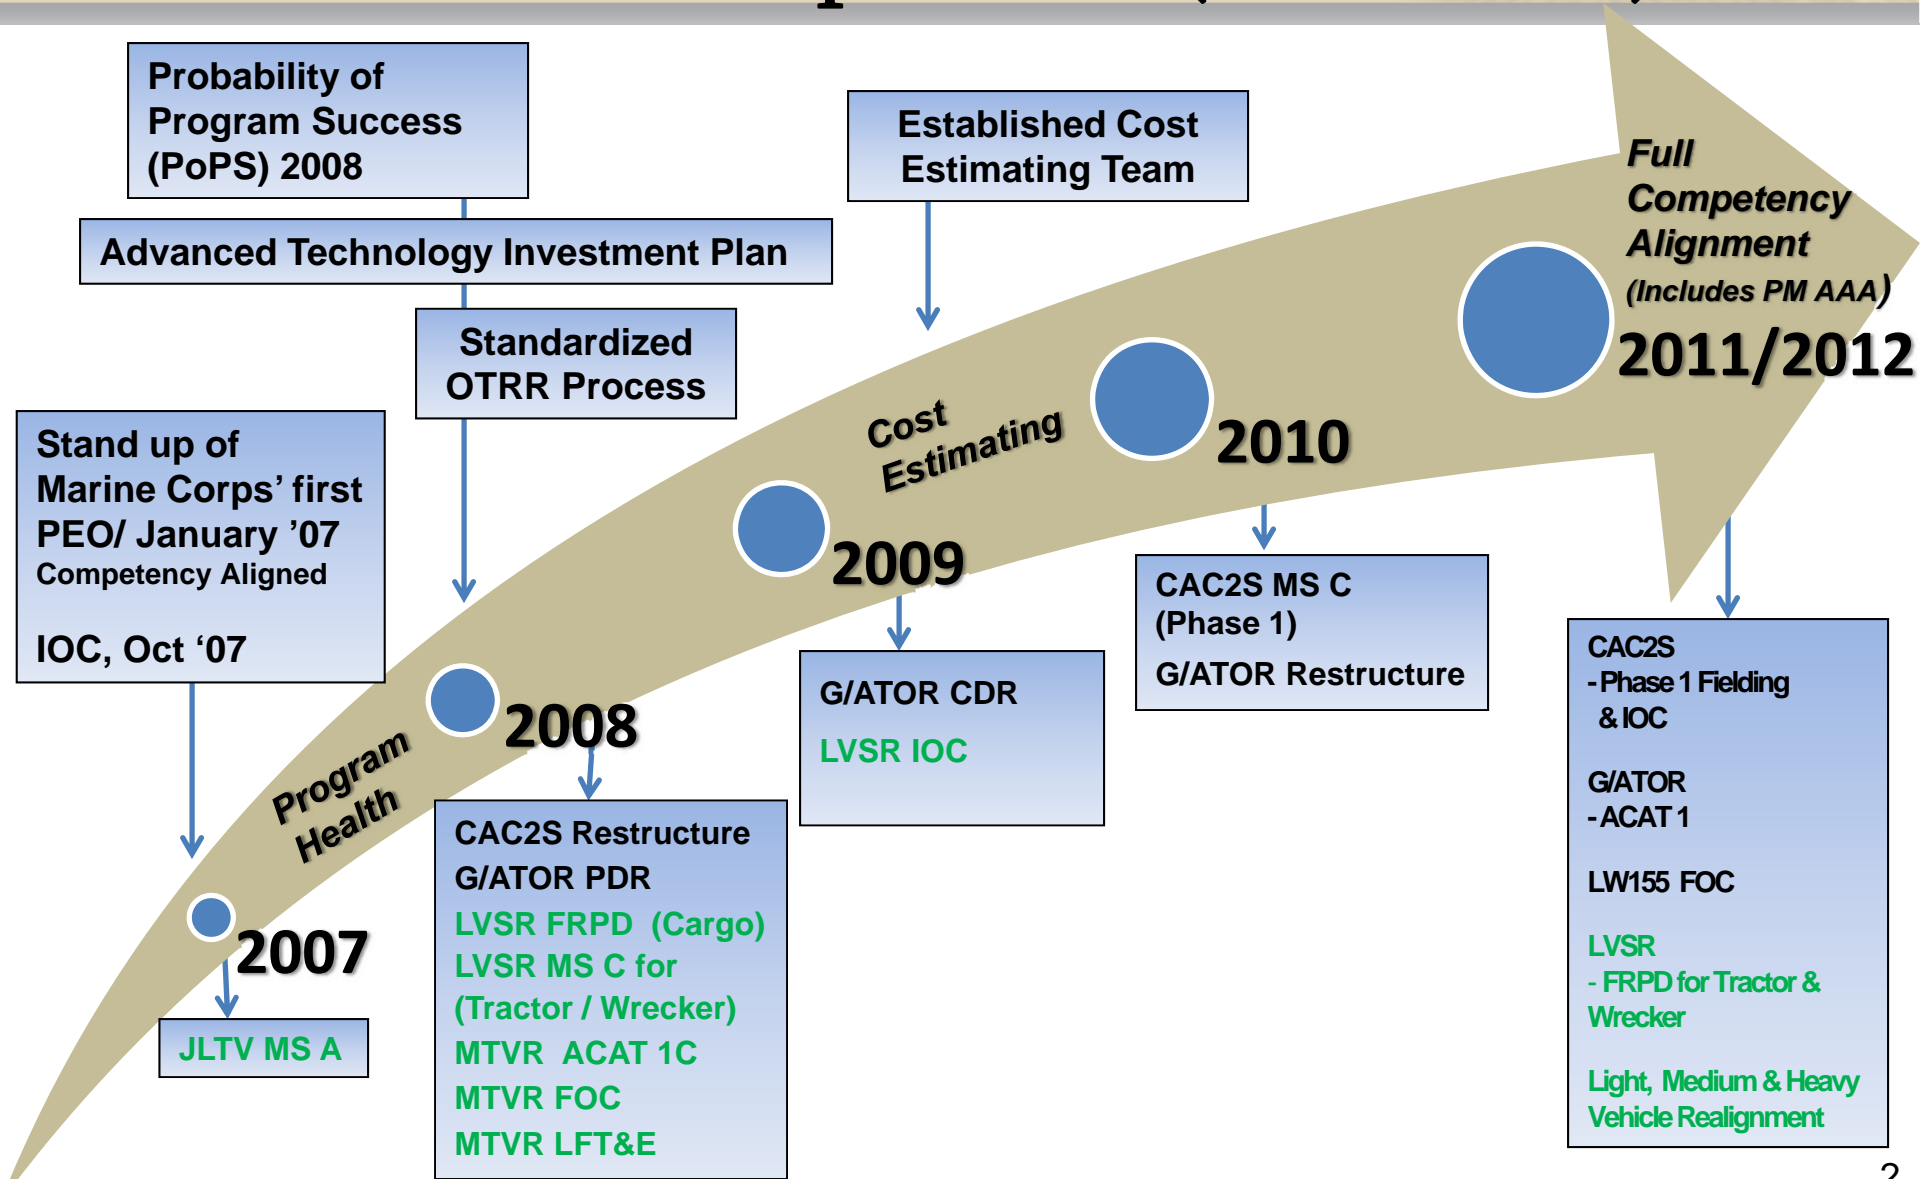 Probability of
Program Success
(PoPS) 2008
Advanced Technology Investment Plan
Standardized
OTRR Process
Established Cost
Estimating Team
Full
Competency
Alignment
(Includes PM AAA)
2011/2012
Stand up of
Marine Corps’ first
PEO/ January ’07
Competency Aligned
IOC, Oct ‘07
Cost
Estimating
2010
2009
2008
Program
Health
2007
JLTV MS A
CAC2S Restructure
G/ATOR PDR
LVSR FRPD (Cargo)
LVSR MS C for
(Tractor / Wrecker)
MTVR ACAT 1C
MTVR FOC
MTVR LFT&E
G/ATOR CDR
LVSR IOC
CAC2S MS C
(Phase 1)
G/ATOR Restructure
CAC2S
- Phase 1 Fielding
& IOC
G/ATOR
- ACAT 1
LW155 FOC
LVSR
- FRPD for Tractor &
Wrecker
Light, Medium & Heavy
Vehicle Realignment
2